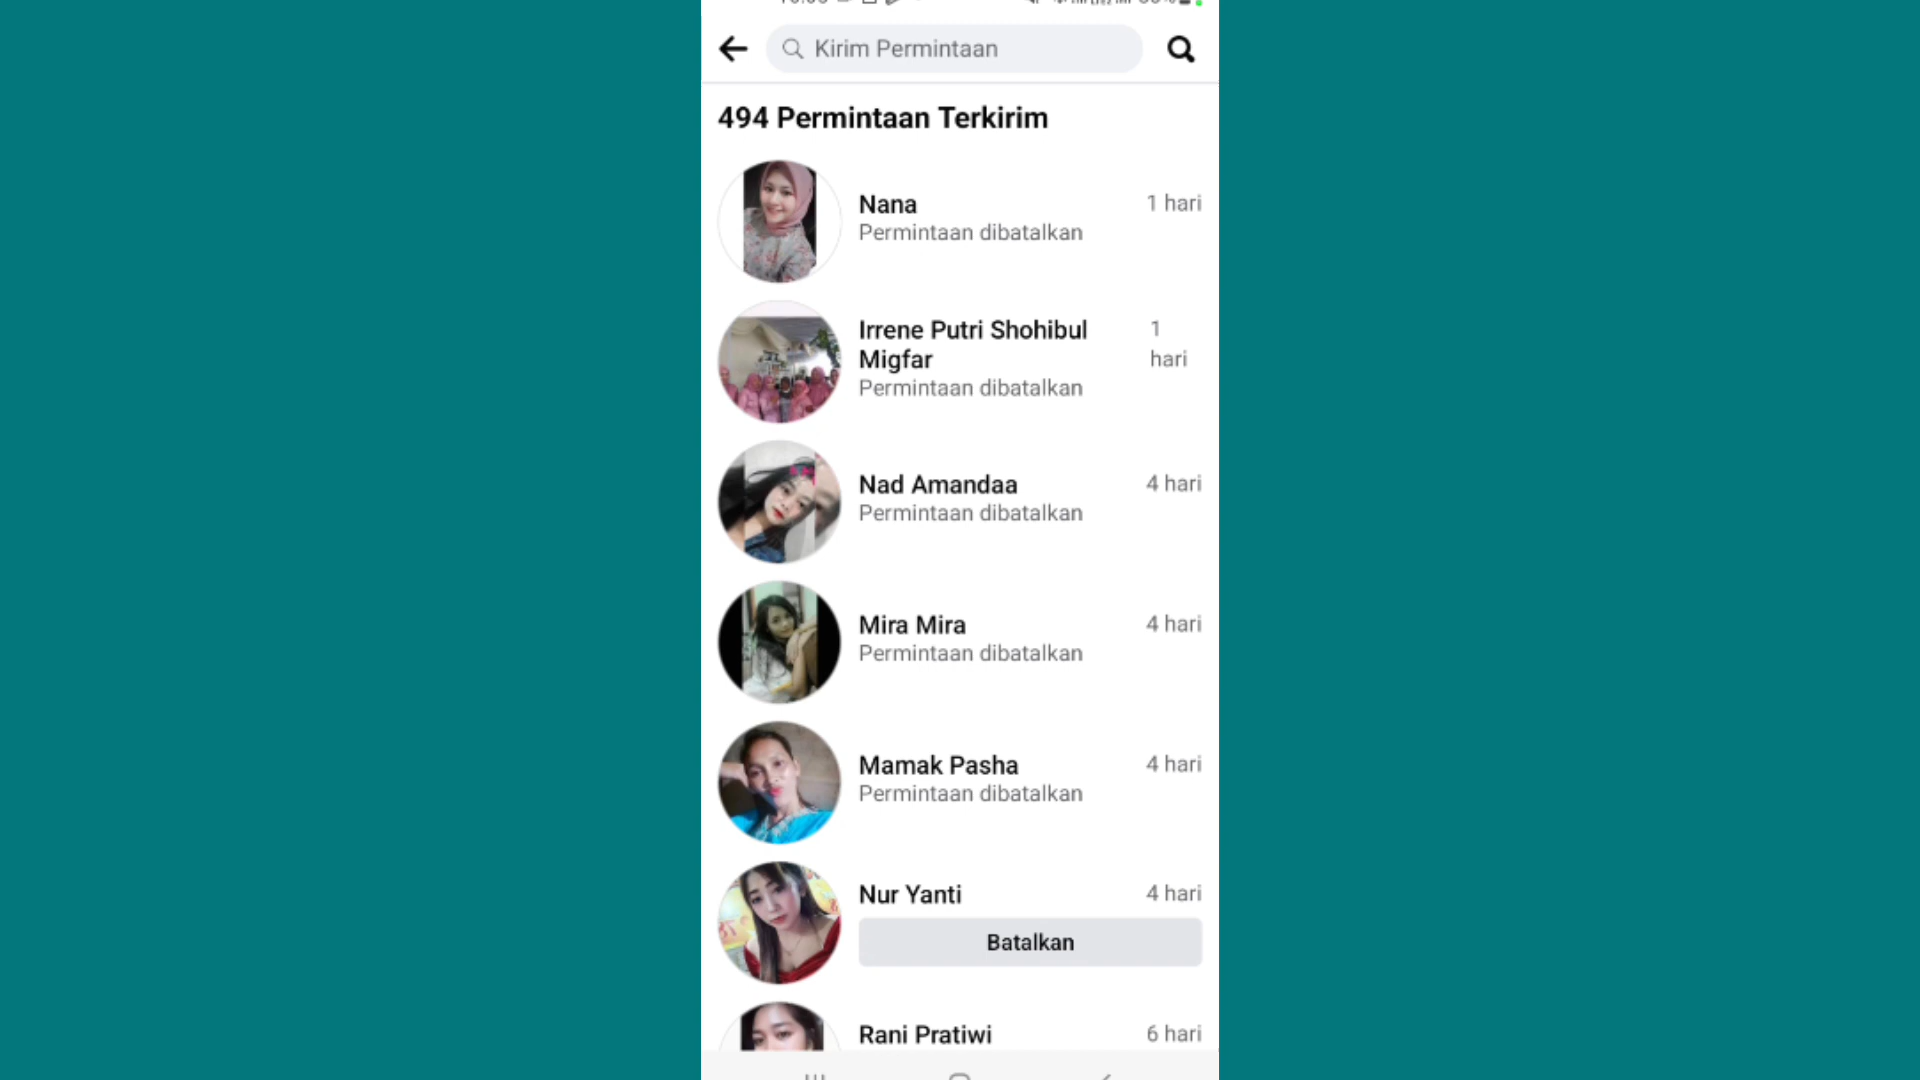 Kirim Permintaan
494 Permintaan Terkirim
Nana 1 hari
Permintaan dibatalkan
Irrene Putri Shohibul 1
Migfar hari
Permintaan dibatalkan
Nad Amandaa 4 hari
Permintaan dibatalkan
Mira Mira 4 hari
Permintaan dibatalkan
Mamak Pasha 4 hari
Permintaan dibatalkan
Nur Yanti 4 hari
Batalkan
Rani Pratiwi 6 hari